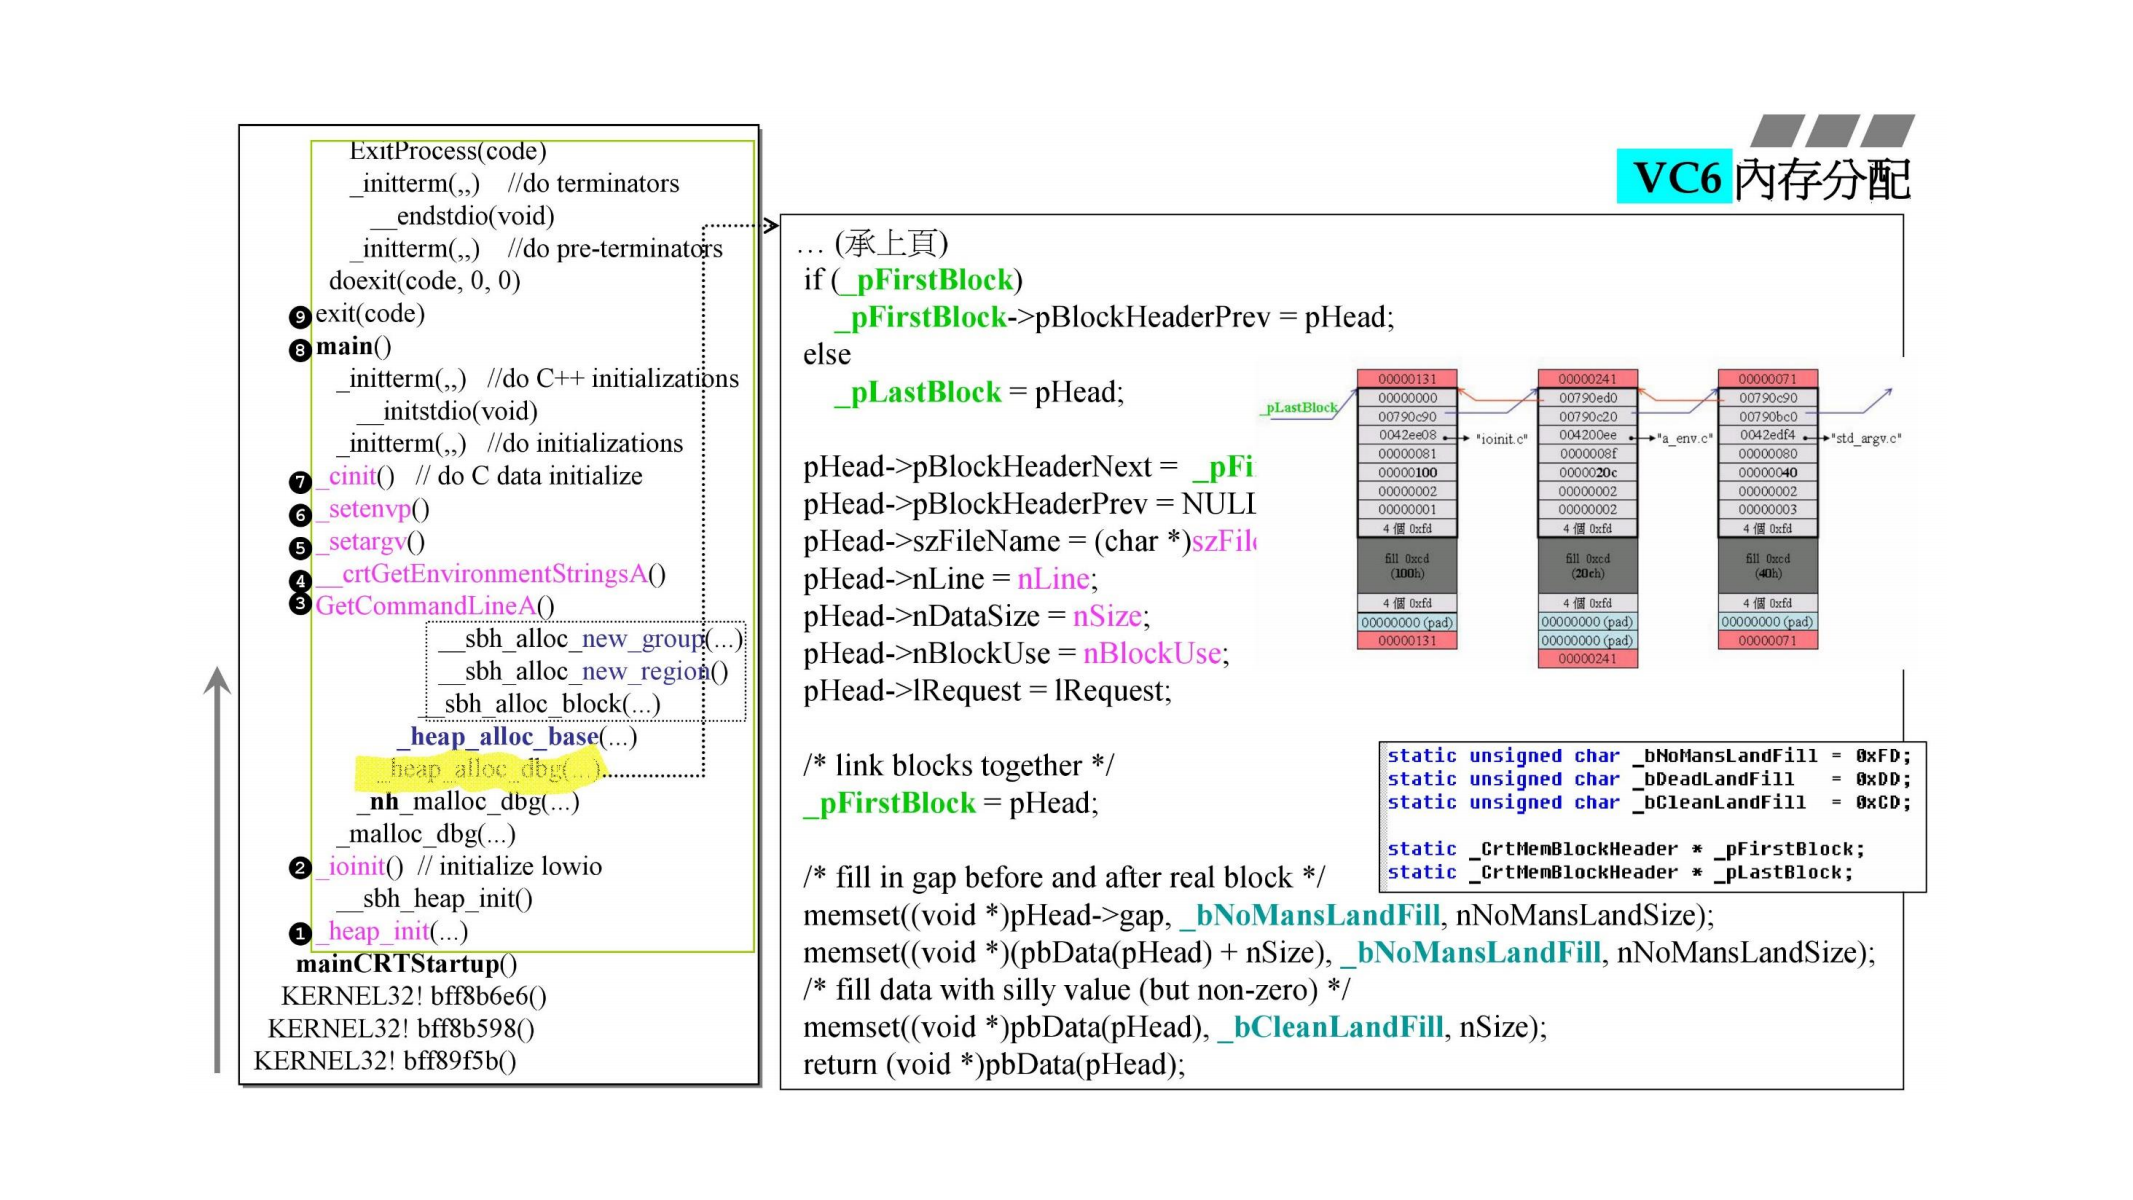 VC6 內存分配
ExitProcess(code)
_initterm(,,) //do terminators
__endstdio(void)
_initterm(,,) //do pre-terminators
doexit(code, 0, 0)
❾ exit(code)
❽ main()
_initterm(,,) //do C++ initializations
__initstdio(void)
_initterm(,,) //do initializations
❼ _cinit() // do C data initialize
❻ _setenvp()
❺ _setargv()
❹ __crtGetEnvironmentStringsA()
❸ GetCommandLineA()
__sbh_alloc_new_group(...)
__sbh_alloc_new_region()
__sbh_alloc_block(...)
_heap_alloc_base(...)
_heap_alloc_dbg(...)
_nh_malloc_dbg(...)
_malloc_dbg(...)
❷ _ioinit() // initialize lowio
__sbh_heap_init()
❶ _heap_init(...)
mainCRTStartup()
KERNEL32! bff8b6e6()
KERNEL32! bff8b598()
KERNEL32! bff89f5b()
... (承上頁)
if (_pFirstBlock)
_pFirstBlock->pBlockHeaderPrev = pHead;
else
_pLastBlock = pHead;
pHead->pBlockHeaderNext = _pFi
pHead->pBlockHeaderPrev = NULL
pHead->szFileName = (char *)szFile
pHead->nLine = nLine;
pHead->nDataSize = nSize;
pHead->nBlockUse = nBlockUse;
pHead->lRequest = lRequest;
/* link blocks together */
_pFirstBlock = pHead;
/* fill in gap before and after real block */
memset((void *)pHead->gap, _bNoMansLandFill, nNoMansLandSize);
memset((void *)(pbData(pHead) + nSize), _bNoMansLandFill, nNoMansLandSize);
/* fill data with silly value (but non-zero) */
memset((void *)pbData(pHead), _bCleanLandFill, nSize);
return (void *)pbData(pHead);
_pLastBlock
00000131
00000000
00790c90
0042ee08
"ioinit.c"
00000081
00000100
00000002
00000001
4 個 0xfd
fill 0xcd
(100h)
4 個 0xfd
00000000 (pad)
00000131
00000241
00790ed0
00790c20
004200ee
"a_env.c"
0000008f
0000020c
00000002
00000002
4 個 0xfd
fill 0xcd
(20ch)
4 個 0xfd
00000000 (pad)
00000000 (pad)
00000241
00000071
00790c90
00790bc0
0042edf4
"std_argv.c"
00000080
00000040
00000002
00000003
4 個 0xfd
fill 0xcd
(40h)
4 個 0xfd
00000000 (pad)
00000071
static unsigned char _bNoMansLandFill = 0xFD;
static unsigned char _bDeadLandFill = 0xDD;
static unsigned char _bCleanLandFill = 0xCD;
static _CrtMemBlockHeader * _pFirstBlock;
static _CrtMemBlockHeader * _pLastBlock;